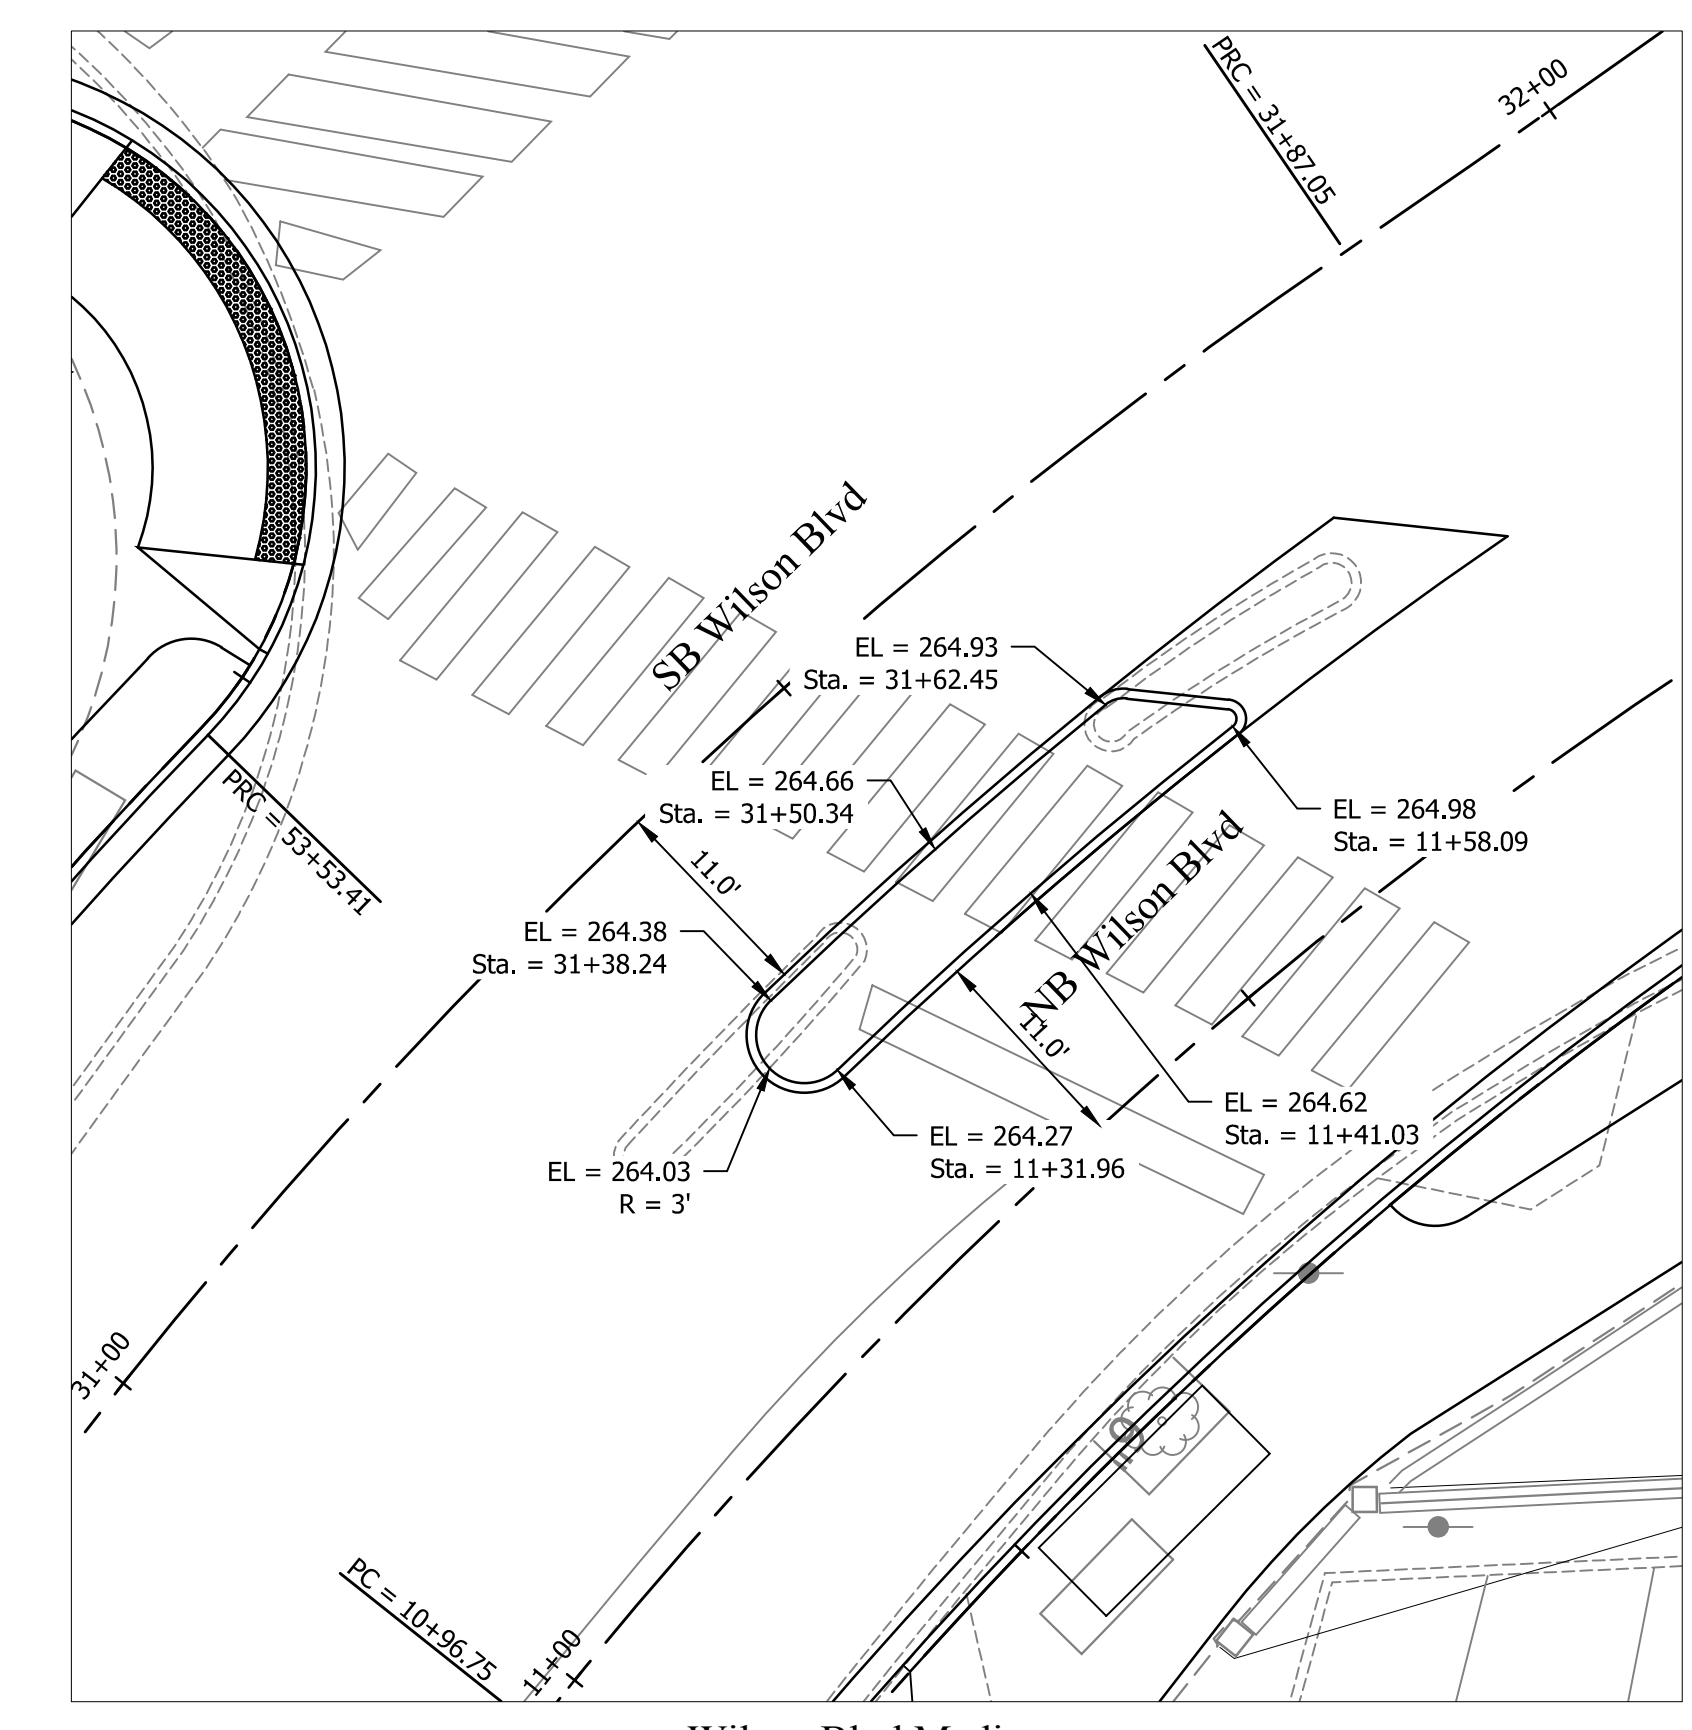 PRC = 31+87.05
32+00
SB Wilson Blvd
EL = 264.93
Sta. = 31+62.45
EL = 264.66
Sta. = 31+50.34
EL = 264.98
Sta. = 11+58.09
PRC = 53+53.41
11.0'
NB Wilson Blvd
EL = 264.38
Sta. = 31+38.24
11.0'
EL = 264.62
Sta. = 11+41.03
EL = 264.27
Sta. = 11+31.96
EL = 264.03
R = 3'
31+00
PC = 10+96.75
11+00
Wilson Blvd